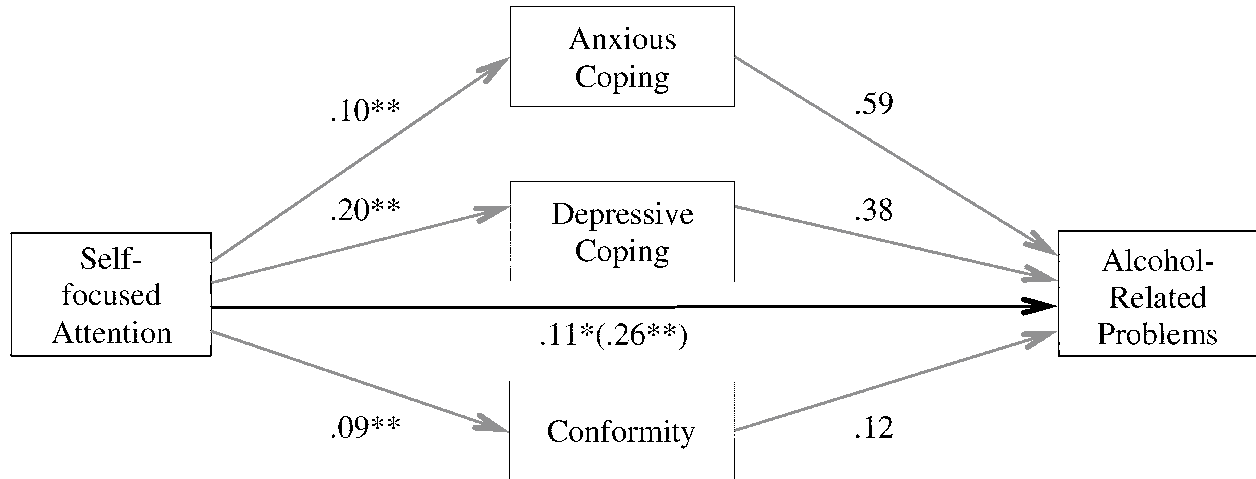 Anxious
Coping
.10**
.59
.20**
Depressive
Coping
.38
Self-
focused
Attention
Alcohol-
Related
Problems
.11*(.26**)
.09**
Conformity
.12